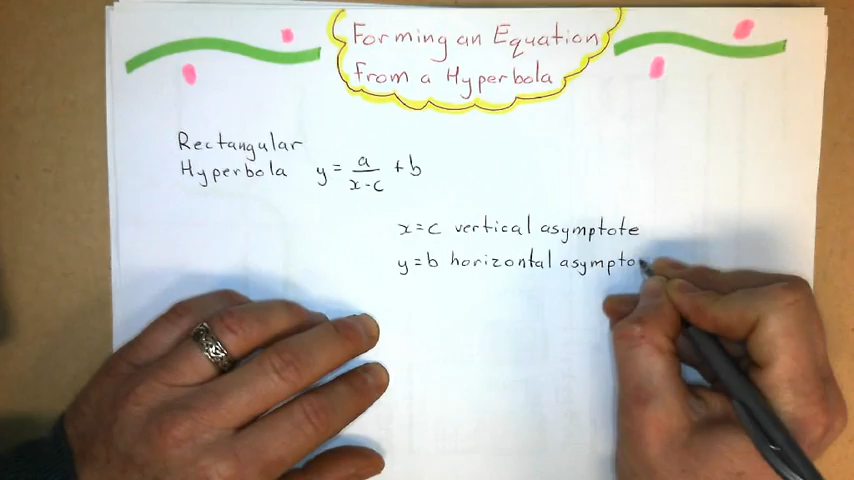 Forming an Equation
from a Hyperbola
Rectangular
Hyperbola y = a/(x-c) + b
x=c vertical asymptote
y=b horizontal asympto